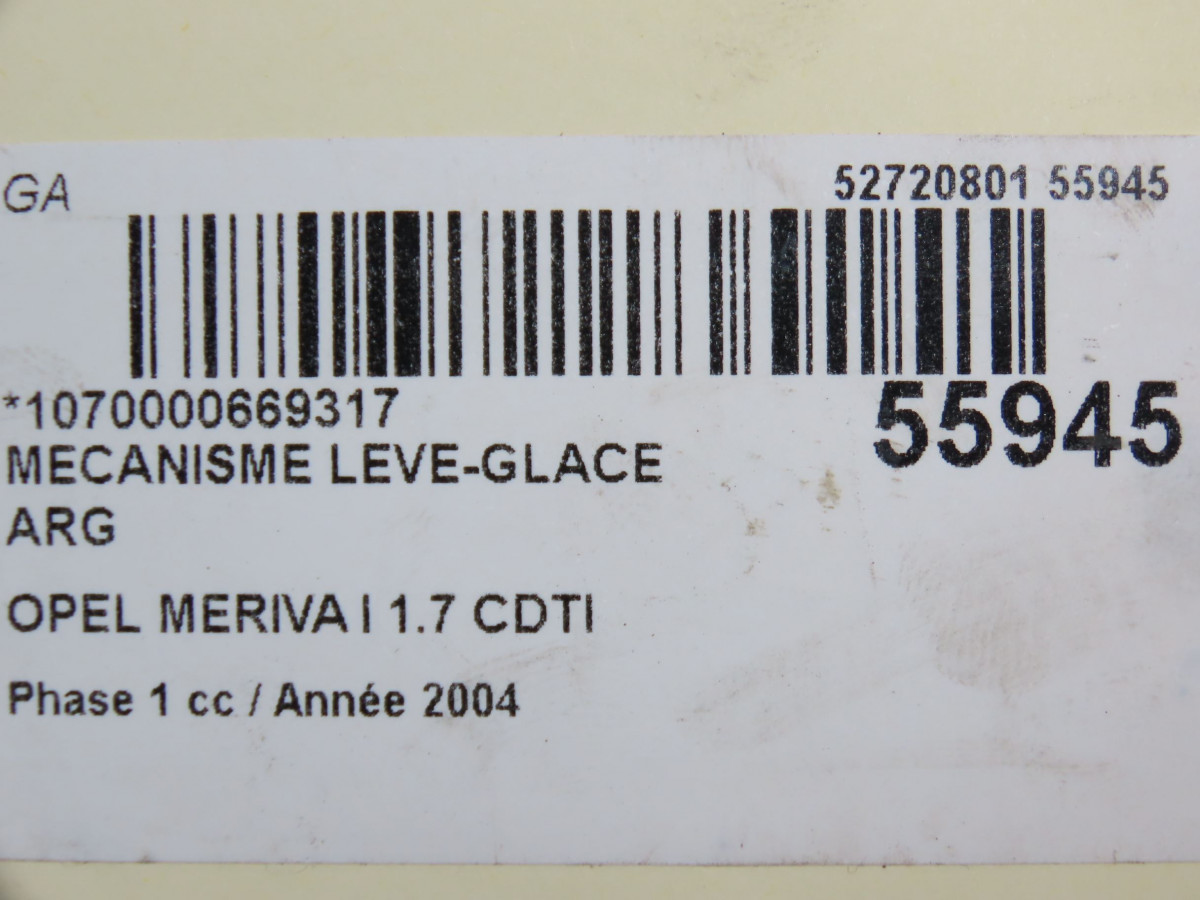 GA 52720801 55945
*1070000669317 55945
MECANISME LEVE-GLACE
ARG
OPEL MERIVA I 1.7 CDTI
Phase 1 cc / Année 2004